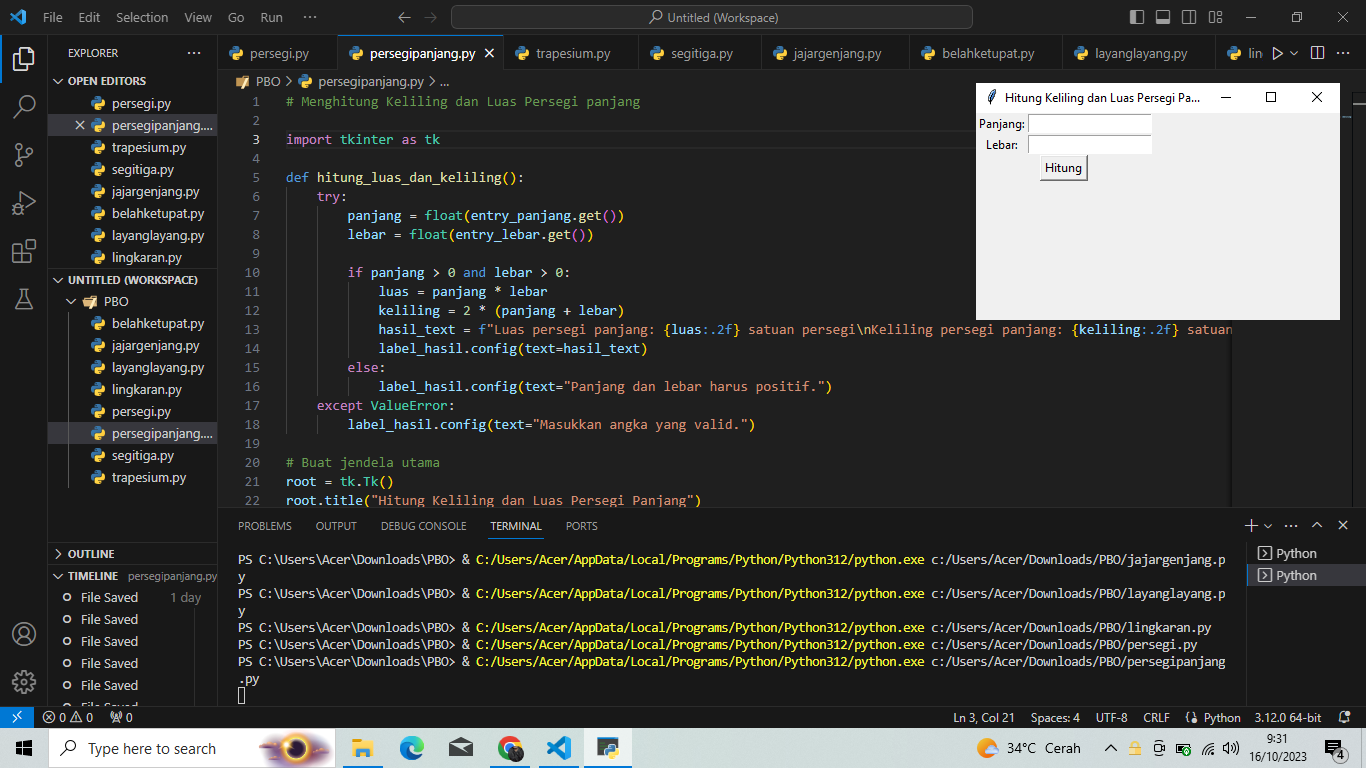 File Edit Selection View Go Run ···
Untitled (Workspace)
EXPLORER ···
persegi.py persegipanjang.py trapesium.py segitiga.py jajargenjang.py belahketupat.py layanglayang.py lin ···
OPEN EDITORS
persegi.py
persegipanjang....
trapesium.py
segitiga.py
jajargenjang.py
belahketupat.py
layanglayang.py
lingkaran.py
UNTITLED (WORKSPACE)
PBO
belahketupat.py
jajargenjang.py
layanglayang.py
lingkaran.py
persegi.py
persegipanjang....
segitiga.py
trapesium.py
OUTLINE
TIMELINE persegipanjang.py
File Saved 1 day
File Saved
File Saved
File Saved
File Saved
File Saved
PBO > persegipanjang.py > ...
1 # Menghitung Keliling dan Luas Persegi panjang
2
3 import tkinter as tk
4
5 def hitung_luas_dan_keliling():
6 try:
7 panjang = float(entry_panjang.get())
8 lebar = float(entry_lebar.get())
9
10 if panjang > 0 and lebar > 0:
11 luas = panjang * lebar
12 keliling = 2 * (panjang + lebar)
13 hasil_text = f"Luas persegi panjang: {luas:.2f} satuan persegi\nKeliling persegi panjang: {keliling:.2f} satuan
14 label_hasil.config(text=hasil_text)
15 else:
16 label_hasil.config(text="Panjang dan lebar harus positif.")
17 except ValueError:
18 label_hasil.config(text="Masukkan angka yang valid.")
19
20 # Buat jendela utama
21 root = tk.Tk()
22 root.title("Hitung Keliling dan Luas Persegi Panjang")
Hitung Keliling dan Luas Persegi Pa...
Panjang:
Lebar:
Hitung
PROBLEMS OUTPUT DEBUG CONSOLE TERMINAL PORTS
PS C:\Users\Acer\Downloads\PBO> & C:/Users/Acer/AppData/Local/Programs/Python/Python312/python.exe c:/Users/Acer/Downloads/PBO/jajargenjang.p
y
PS C:\Users\Acer\Downloads\PBO> & C:/Users/Acer/AppData/Local/Programs/Python/Python312/python.exe c:/Users/Acer/Downloads/PBO/layanglayang.p
y
PS C:\Users\Acer\Downloads\PBO> & C:/Users/Acer/AppData/Local/Programs/Python/Python312/python.exe c:/Users/Acer/Downloads/PBO/lingkaran.py
PS C:\Users\Acer\Downloads\PBO> & C:/Users/Acer/AppData/Local/Programs/Python/Python312/python.exe c:/Users/Acer/Downloads/PBO/persegi.py
PS C:\Users\Acer\Downloads\PBO> & C:/Users/Acer/AppData/Local/Programs/Python/Python312/python.exe c:/Users/Acer/Downloads/PBO/persegipanjang
.py
Python
Python
0 0 0
Ln 3, Col 21 Spaces: 4 UTF-8 CRLF Python 3.12.0 64-bit
Type here to search
34°C Cerah
9:31
16/10/2023
4